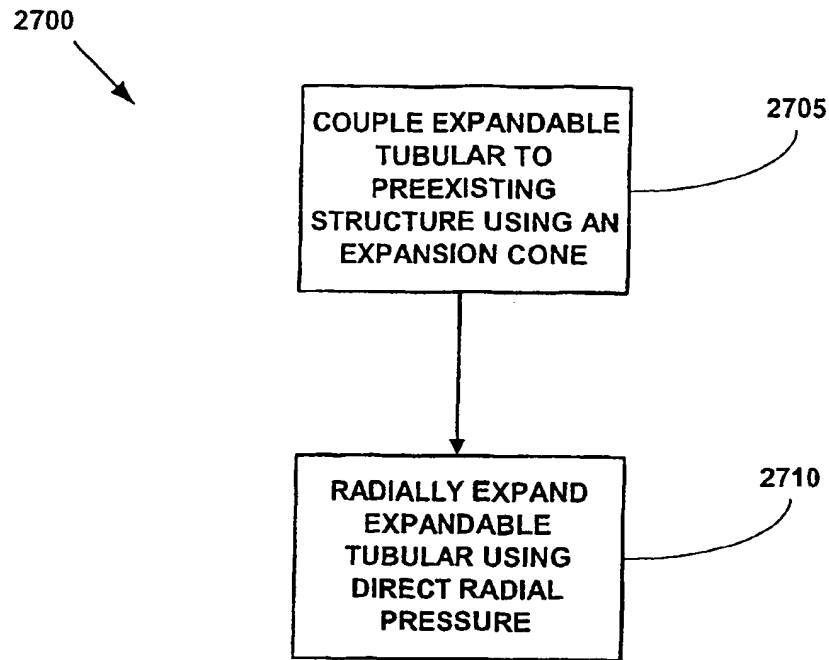 2700
2705
COUPLE EXPANDABLE
TUBULAR TO
PREEXISTING
STRUCTURE USING AN
EXPANSION CONE
2710
RADIALLY EXPAND
EXPANDABLE
TUBULAR USING
DIRECT RADIAL
PRESSURE